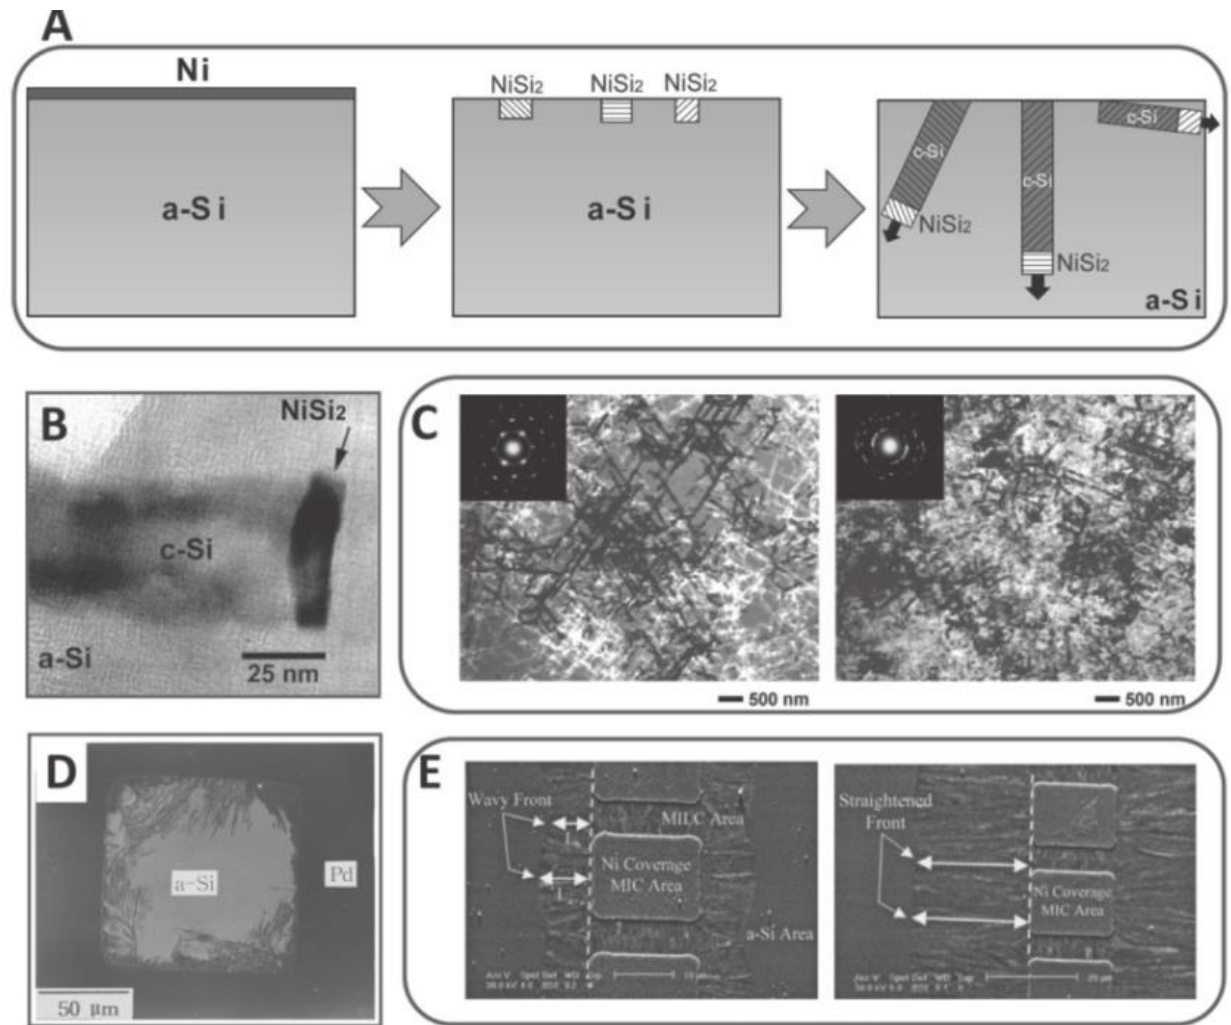 A
Ni
a-Si
NiSi2 NiSi2 NiSi2
a-Si
c-Si
c-Si
c-Si
NiSi2
NiSi2
a-Si
B
NiSi2
c-Si
a-Si
25 nm
C
500 nm
500 nm
D
a-Si
Pd
50 μm
E
Wavy Front
MILC Area
Ni Coverage
MIC Area
a-Si Area
Straightened
Front
Ni Coverage
MIC Area